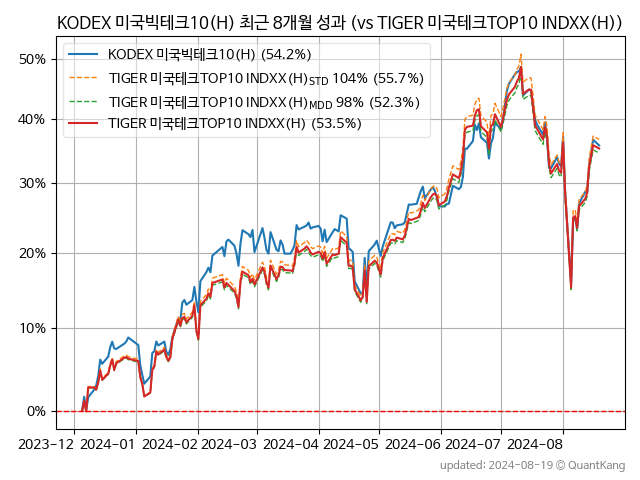 KODEX 미국빅테크10(H) 최근 8개월 성과 (vs TIGER 미국테크TOP10 INDXX(H))
50%
40%
30%
20%
10%
0%
KODEX 미국빅테크10(H) (54.2%)
TIGER 미국테크TOP10 INDXX(H)STD 104% (55.7%)
TIGER 미국테크TOP10 INDXX(H)MDD 98% (52.3%)
TIGER 미국테크TOP10 INDXX(H) (53.5%)
2023-12 2024-01 2024-02 2024-03 2024-04 2024-05 2024-06 2024-07 2024-08
updated: 2024-08-19 © QuantKang